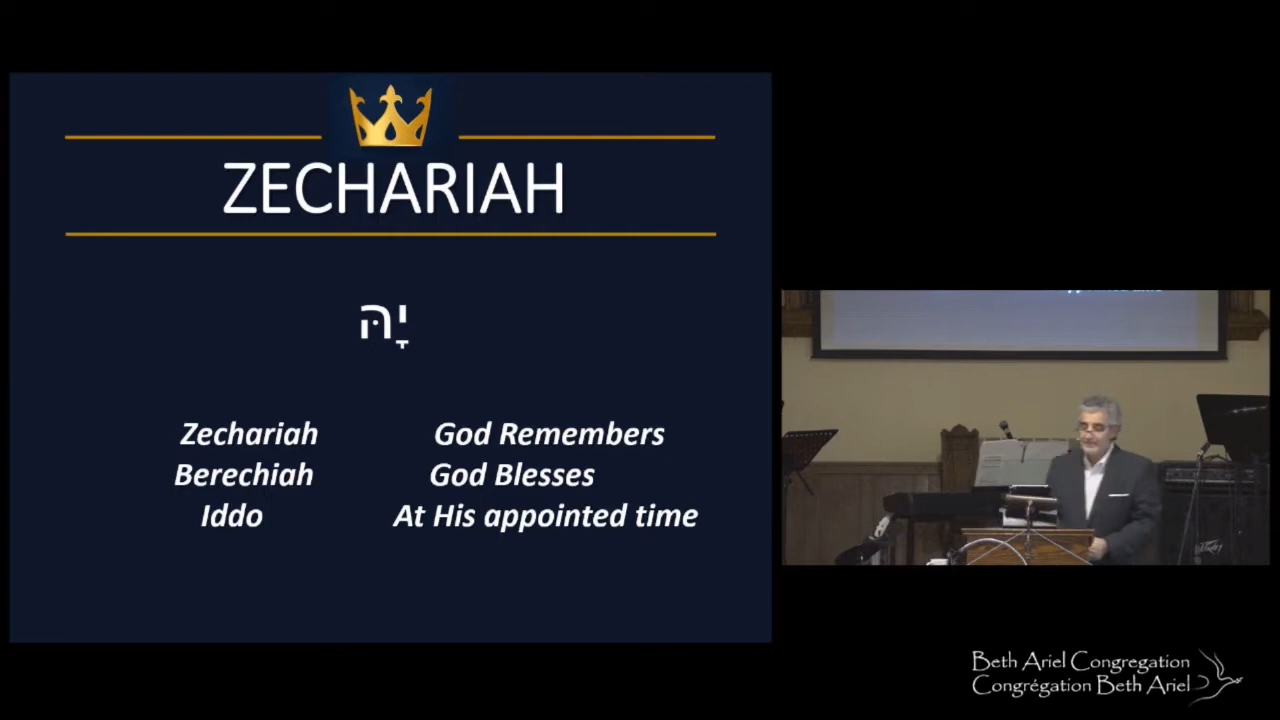 ZECHARIAH
יָהּ
Zechariah God Remembers
Berechiah God Blesses
Iddo At His appointed time
Beth Ariel Congregation
Congrégation Beth Ariel